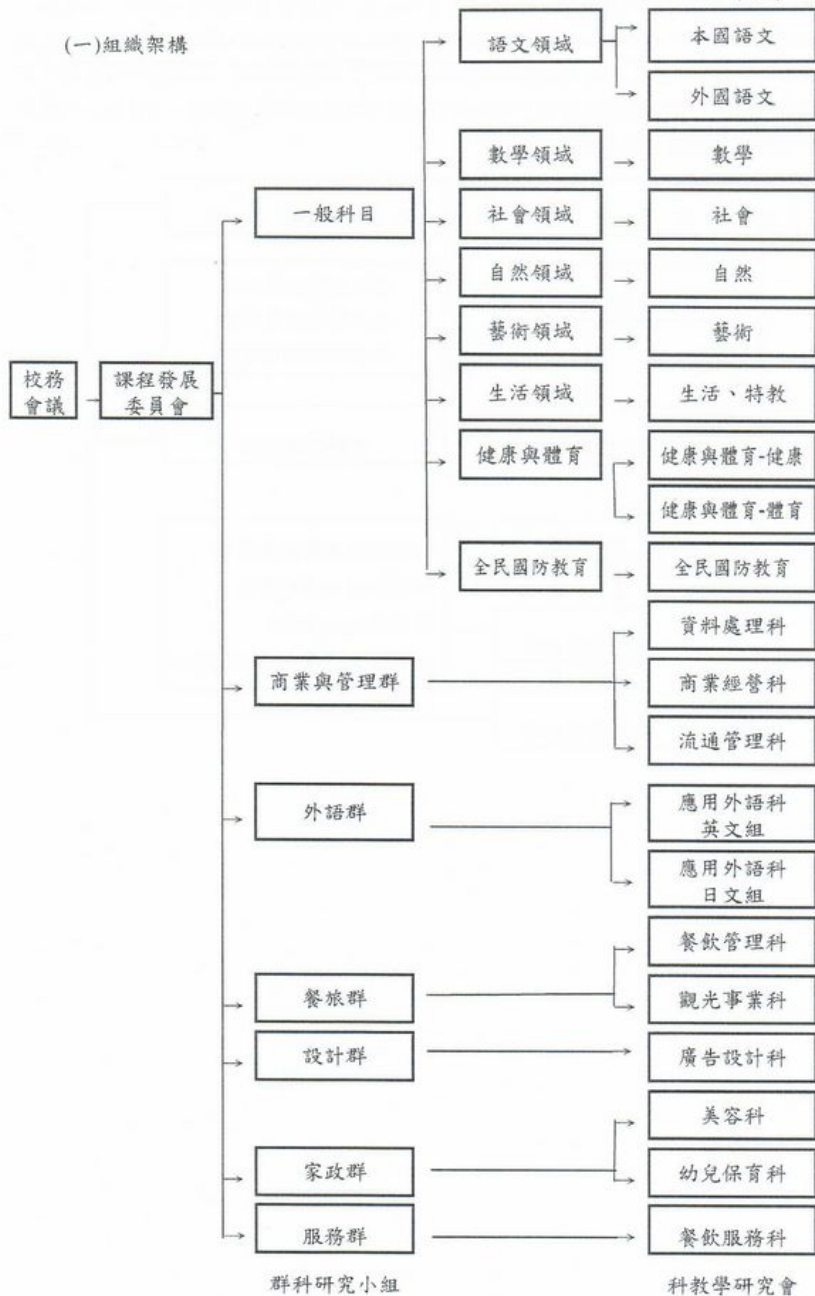 (一)組織架構
語文領域
本國語文
外國語文
數學領域
數學
一般科目
社會領域
社會
自然領域
自然
藝術領域
藝術
校務
會議
課程發展
委員會
生活領域
生活、特教
健康與體育
健康與體育-健康
健康與體育-體育
全民國防教育
全民國防教育
資料處理科
商業與管理群
商業經營科
流通管理科
外語群
應用外語科
英文組
應用外語科
日文組
餐飲管理科
餐旅群
觀光事業科
設計群
廣告設計科
美容科
家政群
幼兒保育科
服務群
餐飲服務科
群科研究小組
科教學研究會